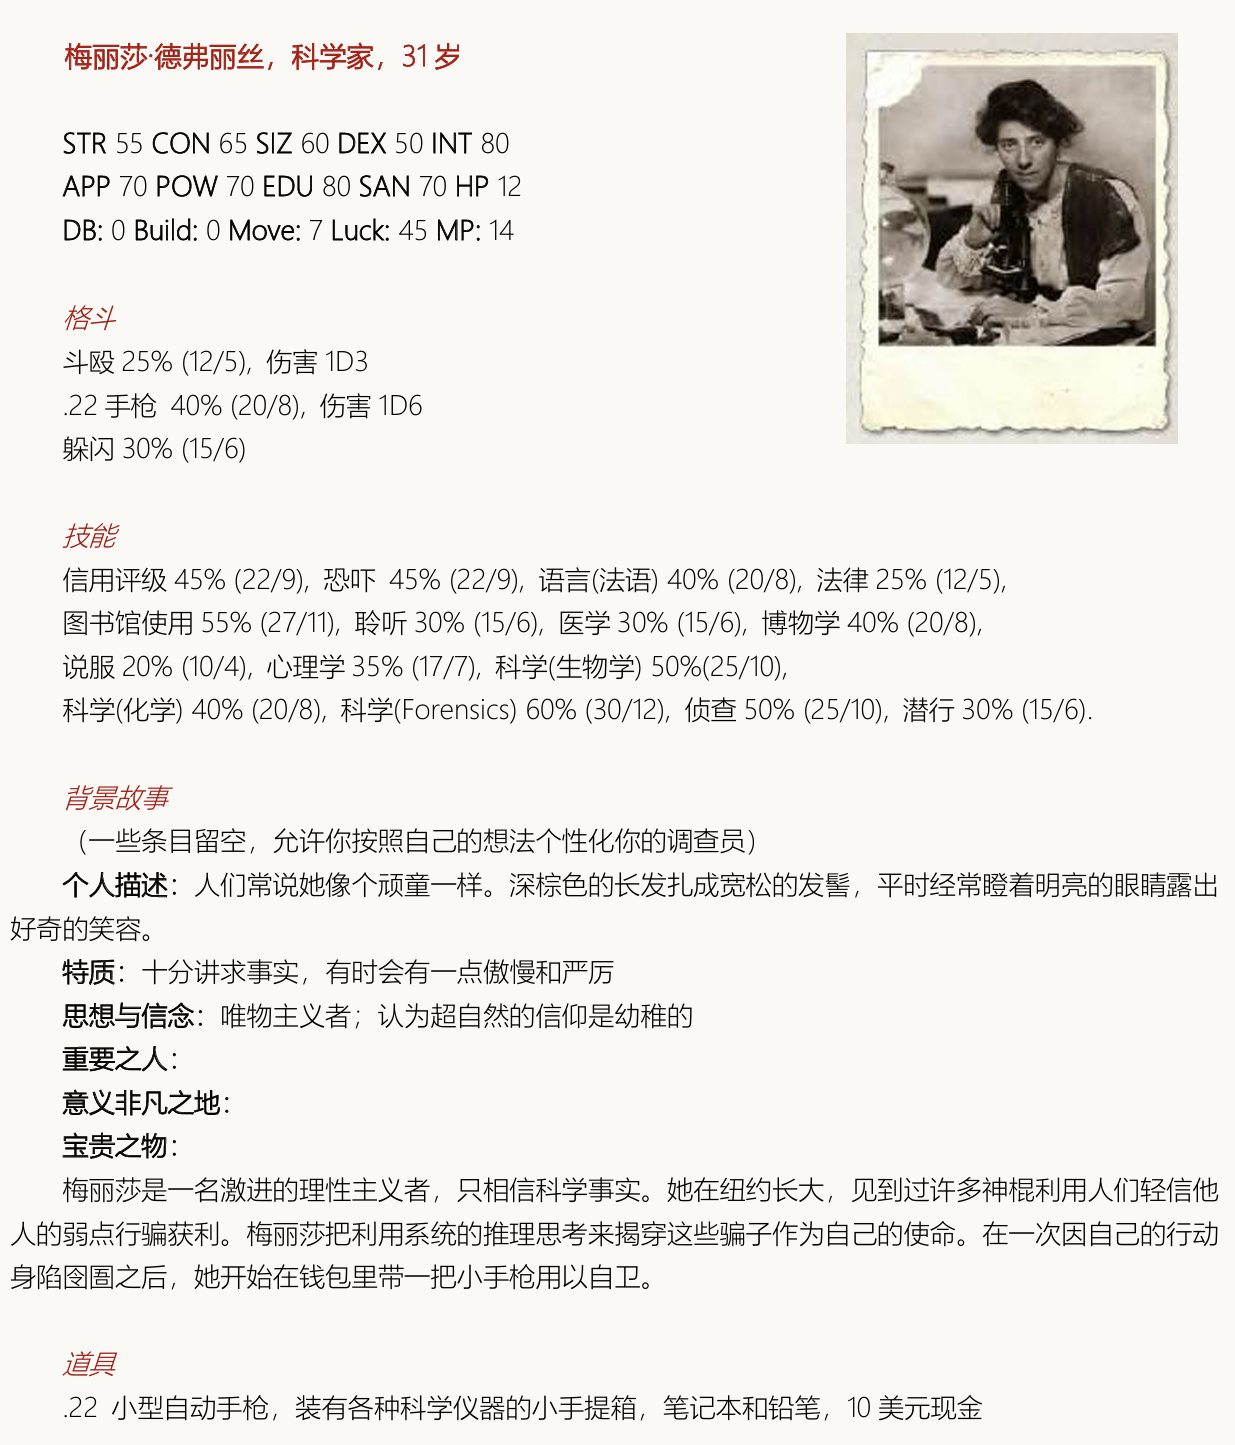 梅丽莎·德弗丽丝，科学家，31岁
STR 55 CON 65 SIZ 60 DEX 50 INT 80
APP 70 POW 70 EDU 80 SAN 70 HP 12
DB: 0 Build: 0 Move: 7 Luck: 45 MP: 14
格斗
斗殴 25% (12/5)，伤害 1D3
.22 手枪 40% (20/8)，伤害 1D6
躲闪 30% (15/6)
技能
信用评级 45% (22/9)，恐吓 45% (22/9)，语言(法语) 40% (20/8)，法律 25% (12/5)，
图书馆使用 55% (27/11)，聆听 30% (15/6)，医学 30% (15/6)，博物学 40% (20/8)，
说服 20% (10/4)，心理学 35% (17/7)，科学(生物学) 50%(25/10)，
科学(化学) 40% (20/8)，科学(Forensics) 60% (30/12)，侦查 50% (25/10)，潜行 30% (15/6).
背景故事
（一些条目留空，允许你按照自己的想法个性化你的调查员）
个人描述：人们常说她像个顽童一样。深棕色的长发扎成宽松的发髻，平时经常瞪着明亮的眼睛露出
好奇的笑容。
特质：十分讲求事实，有时会有一点傲慢和严厉
思想与信念：唯物主义者；认为超自然的信仰是幼稚的
重要之人：
意义非凡之地：
宝贵之物：
梅丽莎是一名激进的理性主义者，只相信科学事实。她在纽约长大，见到过许多神棍利用人们轻信他
人的弱点行骗获利。梅丽莎把利用系统的推理思考来揭穿这些骗子作为自己的使命。在一次因自己的行动
身陷囹圄之后，她开始在钱包里带一把小手枪用以自卫。
道具
.22 小型自动手枪，装有各种科学仪器的小手提箱，笔记本和铅笔，10 美元现金